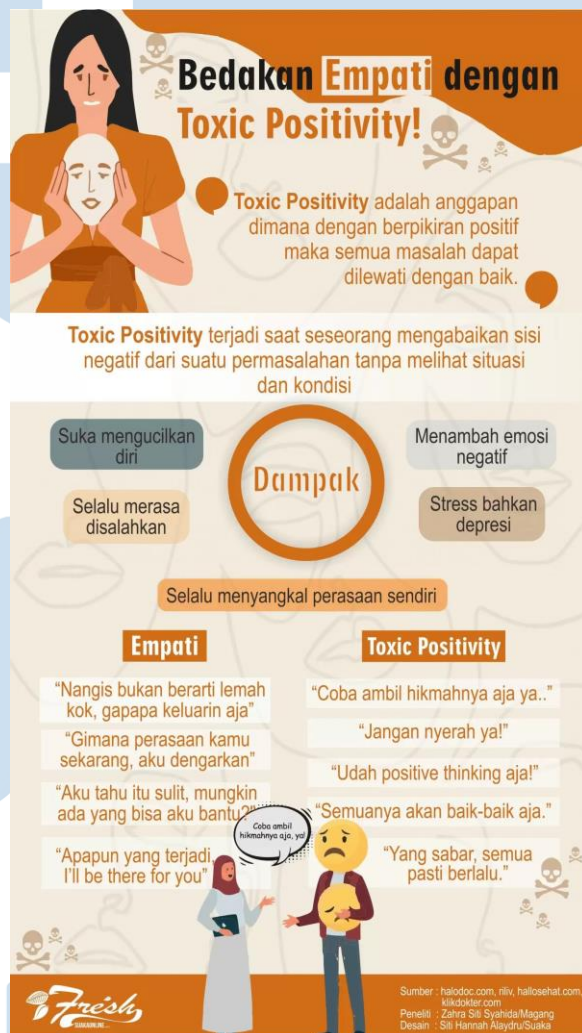 Bedakan Empati dengan
Toxic Positivity!
Toxic Positivity adalah anggapan
dimana dengan berpikiran positif
maka semua masalah dapat
dilewati dengan baik.
Toxic Positivity terjadi saat seseorang mengabaikan sisi
negatif dari suatu permasalahan tanpa melihat situasi
dan kondisi
Suka mengucilkan
diri
Selalu merasa
disalahkan
Dampak
Menambah emosi
negatif
Stress bahkan
depresi
Selalu menyangkal perasaan sendiri
Empati
“Nangis bukan berarti lemah
kok, gapapa keluarin aja”
“Gimana perasaan kamu
sekarang, aku dengarkan”
“Aku tahu itu sulit, mungkin
ada yang bisa aku bantu?”
“Apapun yang terjadi,
I'll be there for you”
Toxic Positivity
“Coba ambil hikmahnya aja ya..”
“Jangan nyerah ya!”
“Udah positive thinking aja!”
“Semuanya akan baik-baik aja.”
“Yang sabar, semua
pasti berlalu.”
Coba ambil
hikmahnya aja, ya!
Fresh
SUAKAONLINE
Sumber : halodoc.com, riliv, hallosehat.com,
klikdokter.com
Peneliti : Zahra Siti Syahida/Magang
Desain : Siti Hannah Alaydru/Suaka